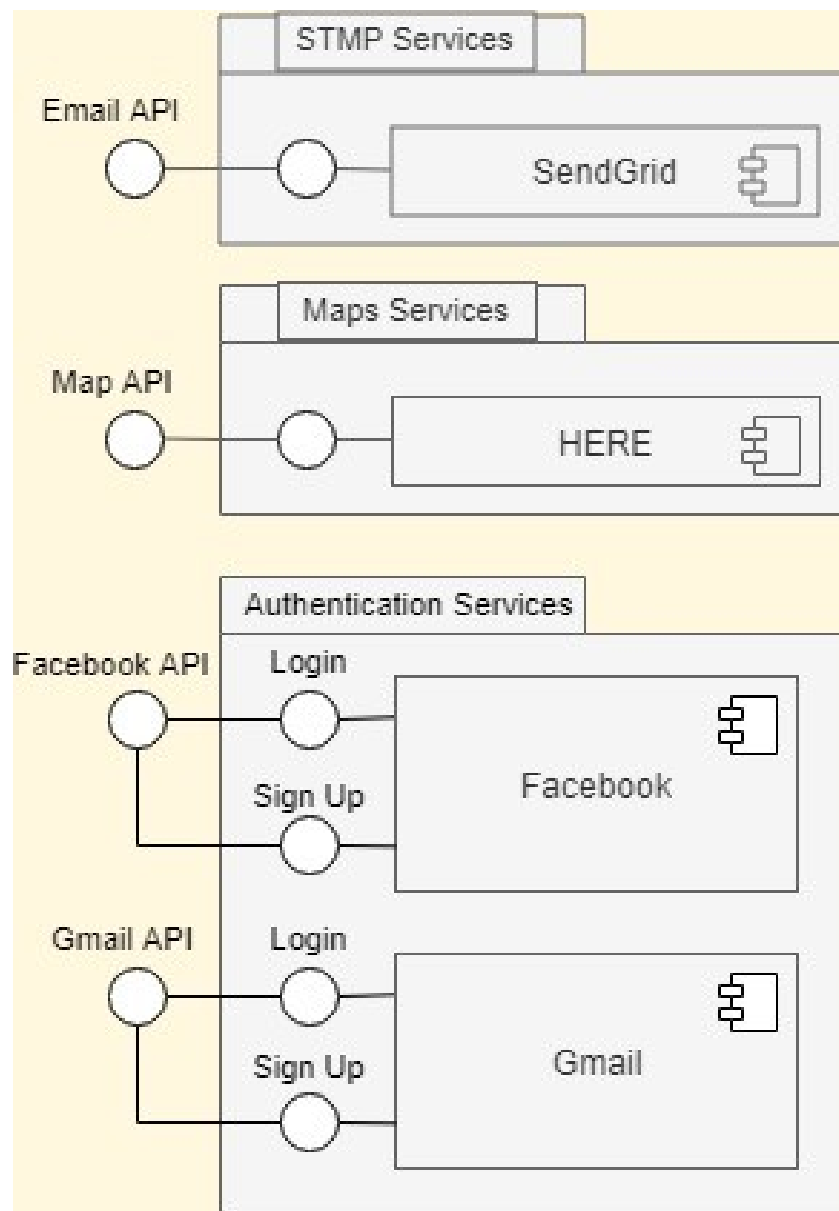 STMP Services
Email API
SendGrid
Maps Services
Map API
HERE
Authentication Services
Facebook API
Login
Sign Up
Facebook
Gmail API
Login
Sign Up
Gmail